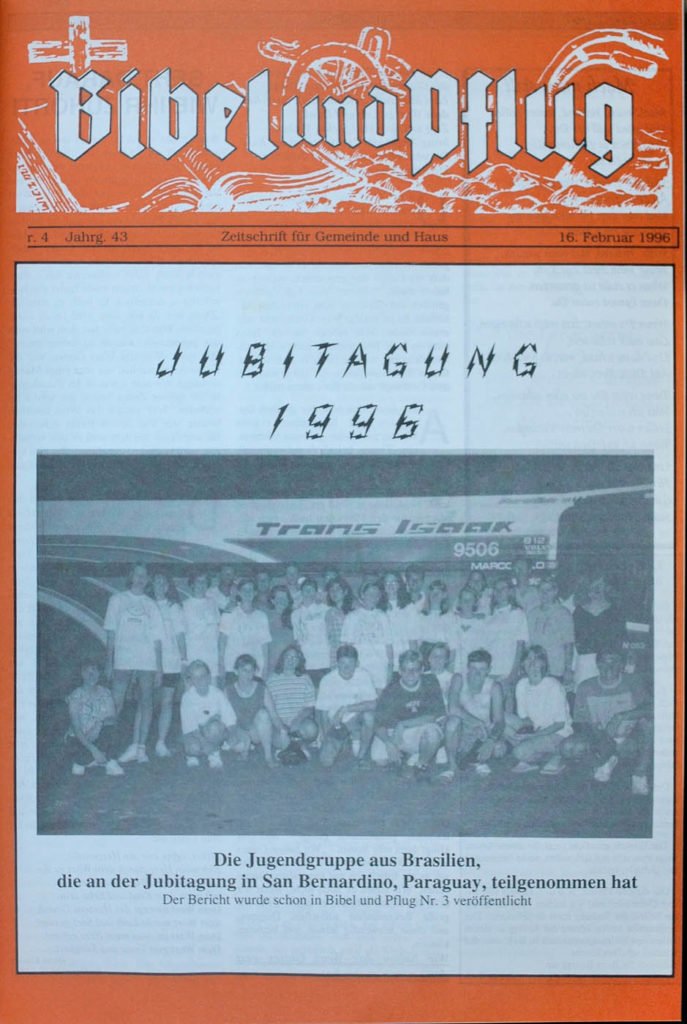 Bibel und Pflug
r. 4 Jahrg. 43 Zeitschrift für Gemeinde und Haus 16. Februar 1996
JUBITAGUNG
1996
Trans Isaak
9506
Die Jugendgruppe aus Brasilien,
die an der Jubitagung in San Bernardino, Paraguay, teilgenommen hat
Der Bericht wurde schon in Bibel und Pflug Nr. 3 veröffentlicht